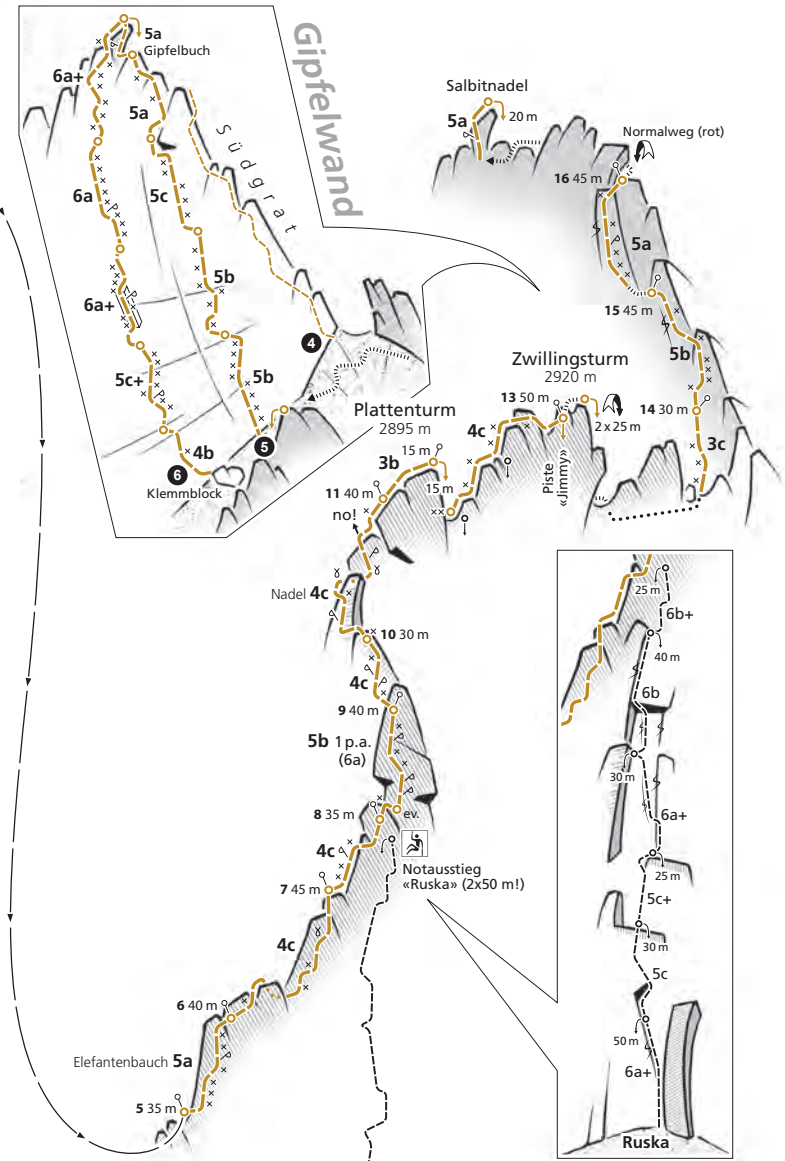 5a
Gipfelbuch
6a+
5a
6a
5c
5b
6a+
5c+
5b
4b
6
5
4
Klemmblock
Südgrat
Gipfelwand
Salbitnadel
5a
20 m
Normalweg (rot)
16 45 m
5a
15 45 m
5b
14 30 m
3c
Zwillingsturm
2920 m
13 50 m
2 x 25 m
4c
Piste
«Jimmy»
Plattenturm
2895 m
15 m
3b
15 m
11 40 m
no!
Nadel 4c
10 30 m
4c
9 40 m
5b 1 p.a.
(6a)
8 35 m
ev.
4c
Notausstieg
«Ruska» (2x50 m!)
7 45 m
4c
6 40 m
Elefantenbauch 5a
5 35 m
25 m
6b+
40 m
6b
30 m
6a+
25 m
5c+
30 m
5c
50 m
6a+
Ruska